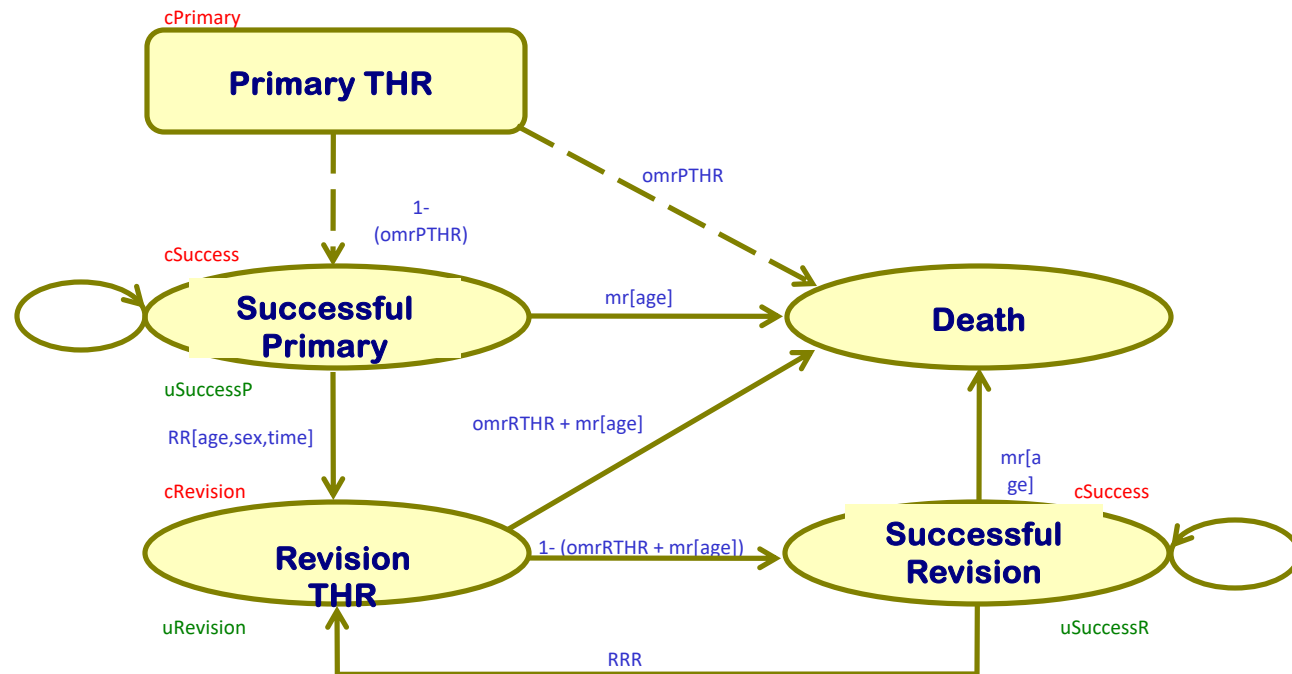 cPrimary
Primary THR
omrPTHR
1-
(omrPTHR)
cSuccess
Successful
Primary
mr[age]
Death
uSuccessP
RR[age,sex,time]
omrRTHR + mr[age]
mr[a
ge]
cRevision
cSuccess
Revision
THR
1- (omrRTHR + mr[age])
Successful
Revision
uRevision
uSuccessR
RRR